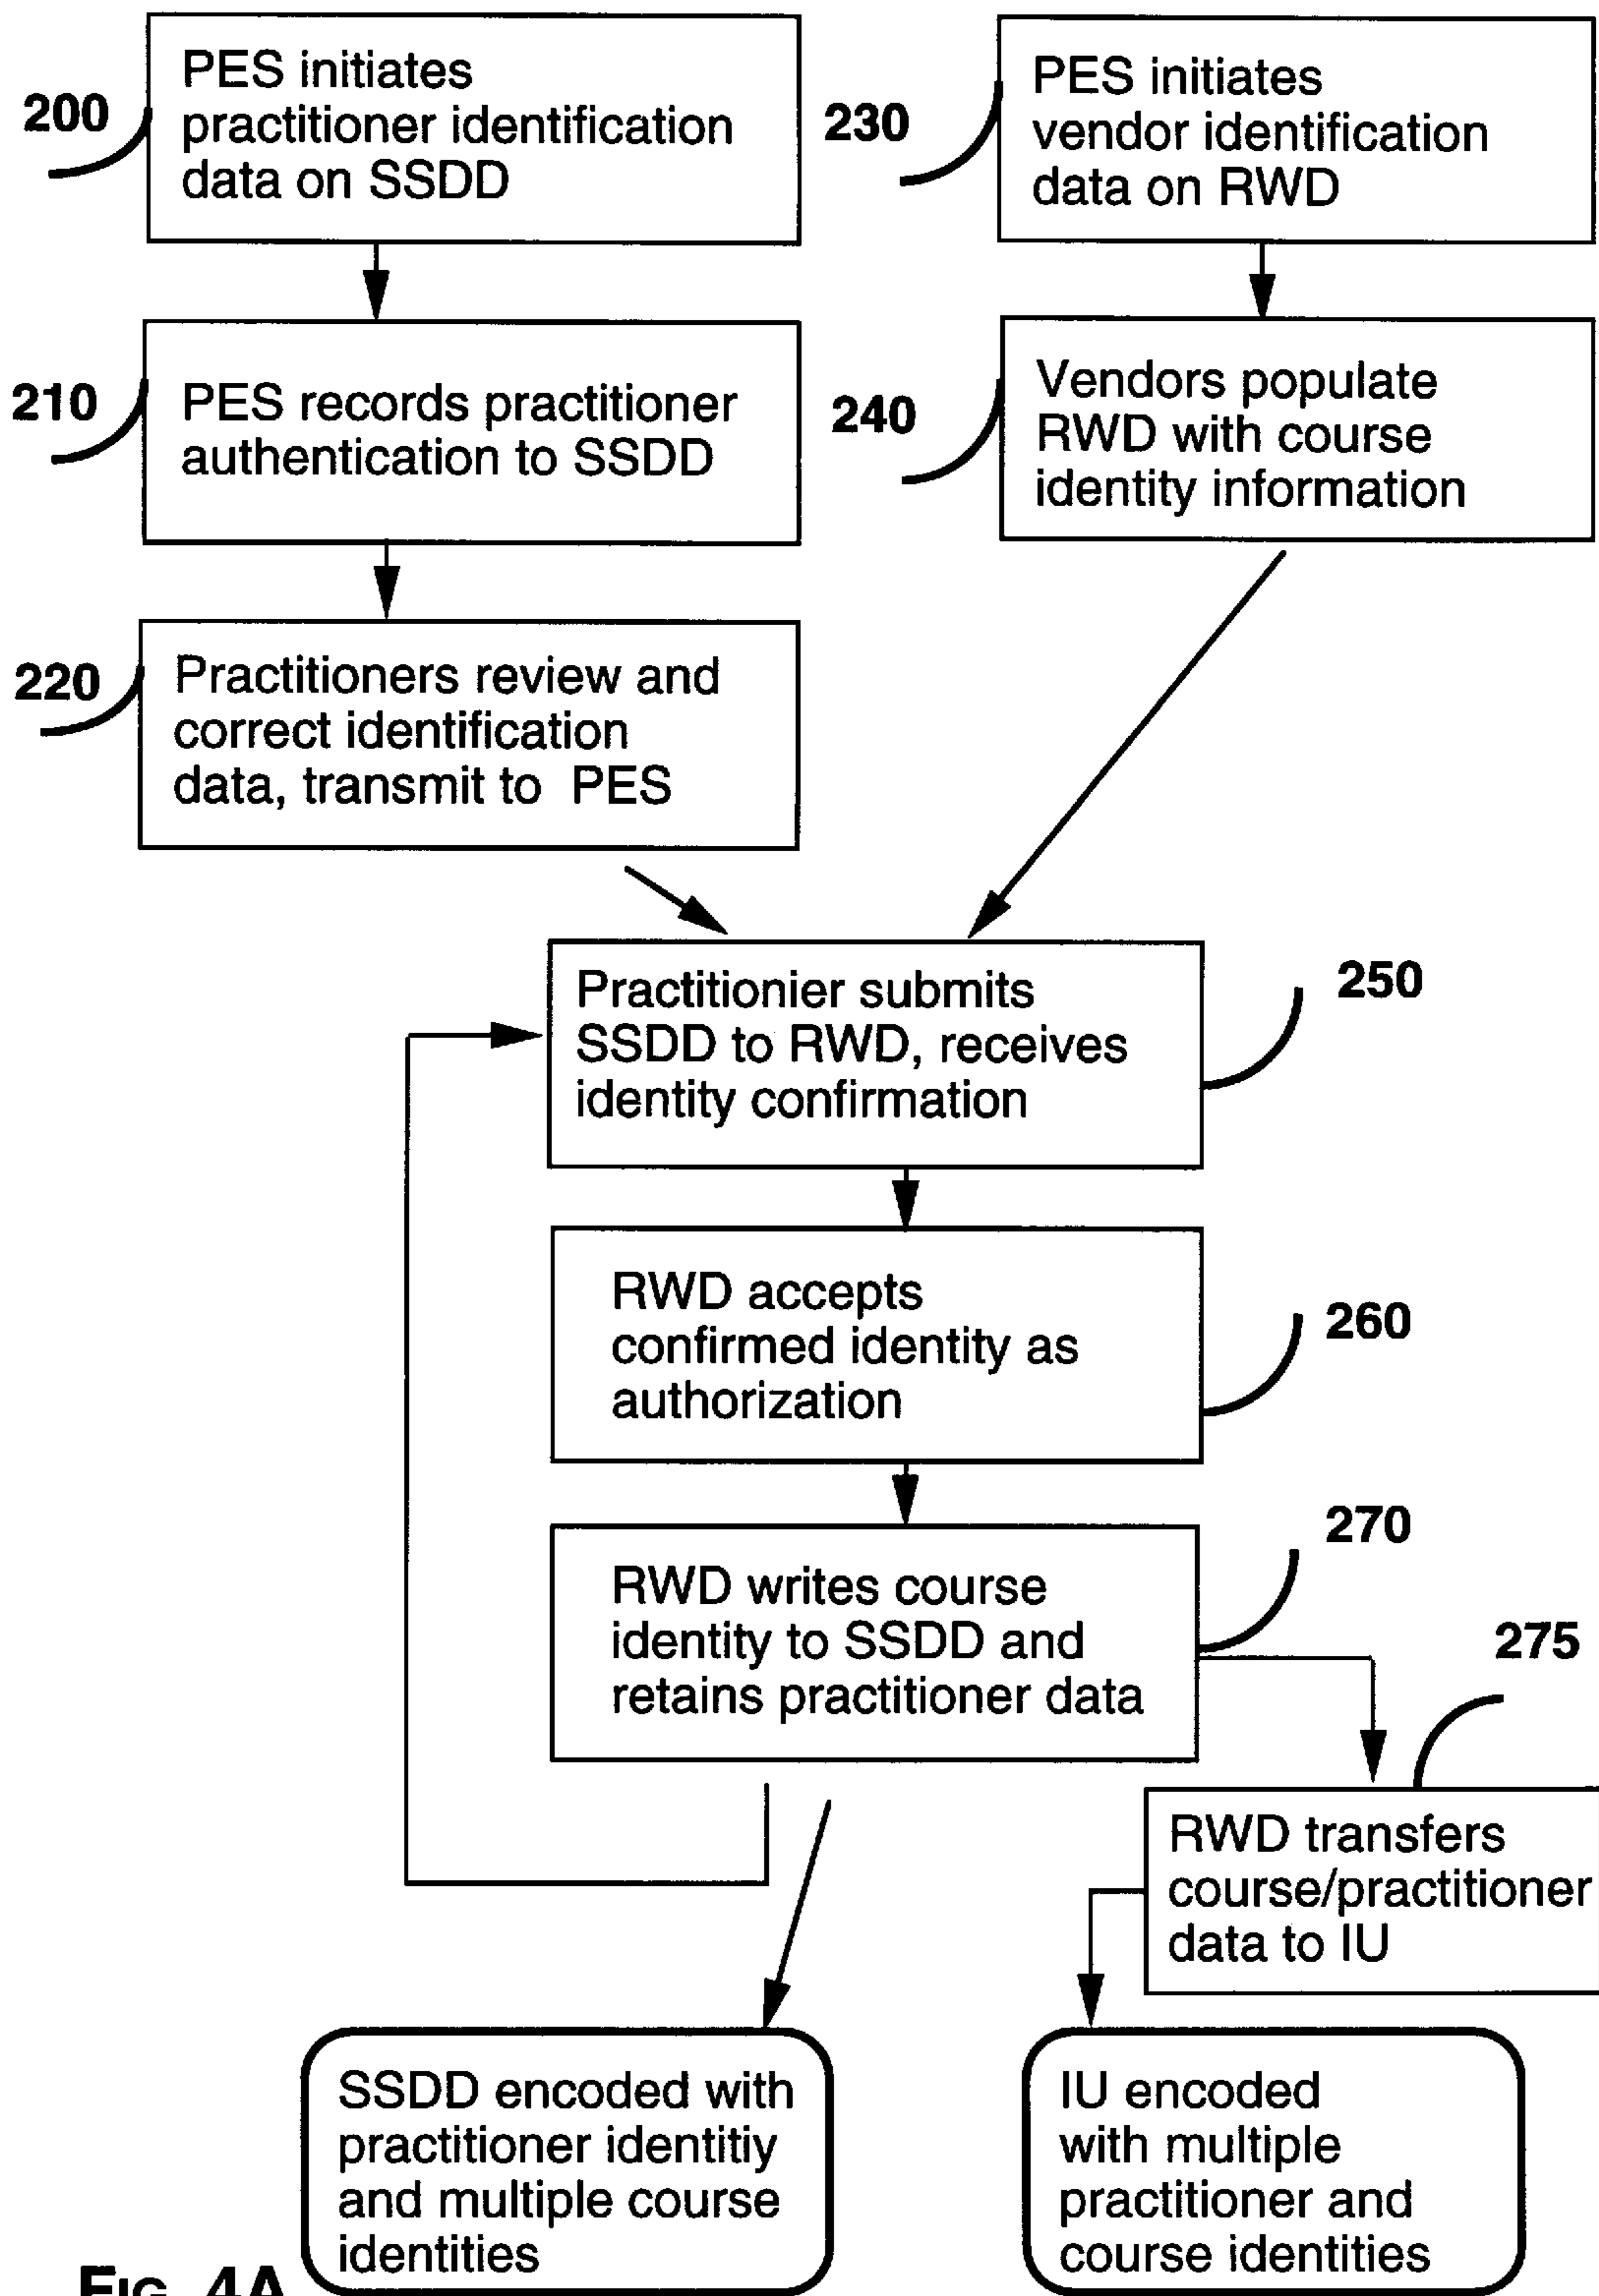 200
PES initiates
practitioner identification
data on SSDD
230
PES initiates
vendor identification
data on RWD
210
PES records practitioner
authentication to SSDD
240
Vendors populate
RWD with course
identity information
220
Practitioners review and
correct identification
data, transmit to PES
Practitionier submits
SSDD to RWD, receives
identity confirmation
250
RWD accepts
confirmed identity as
authorization
260
RWD writes course
identity to SSDD and
retains practitioner data
270
275
RWD transfers
course/practitioner
data to IU
SSDD encoded with
practitioner identitiy
and multiple course
identities
IU encoded
with multiple
practitioner and
course identities
FIG. 4A